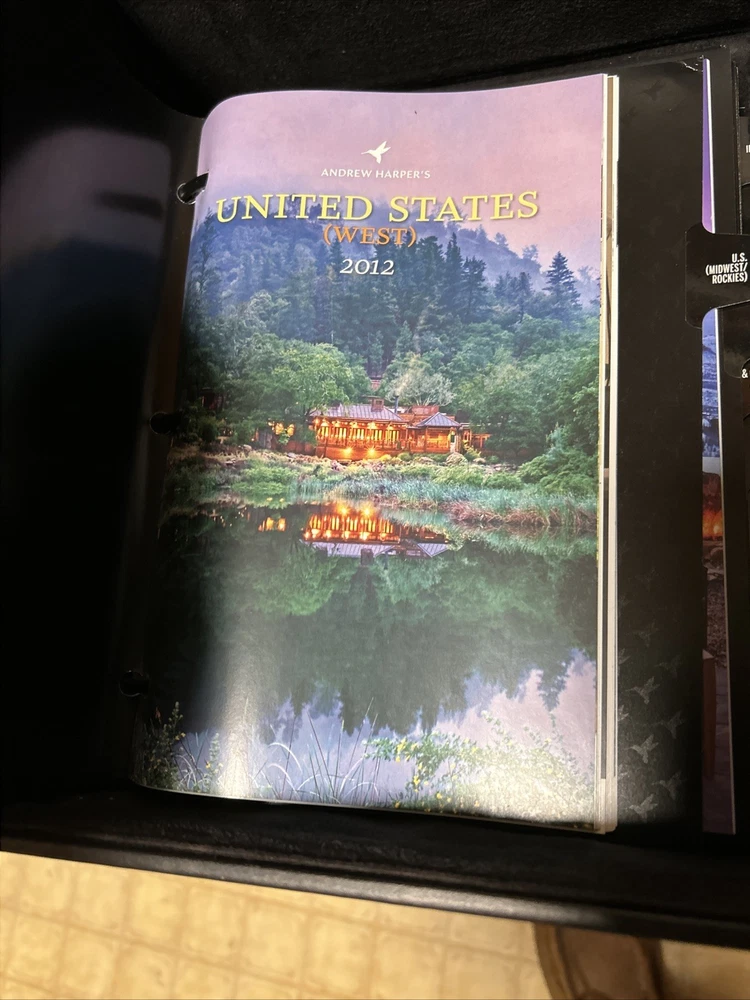 ANDREW HARPER'S
UNITED STATES
(WEST)
2012
U.S.
(MIDWEST/
ROCKIES)
&